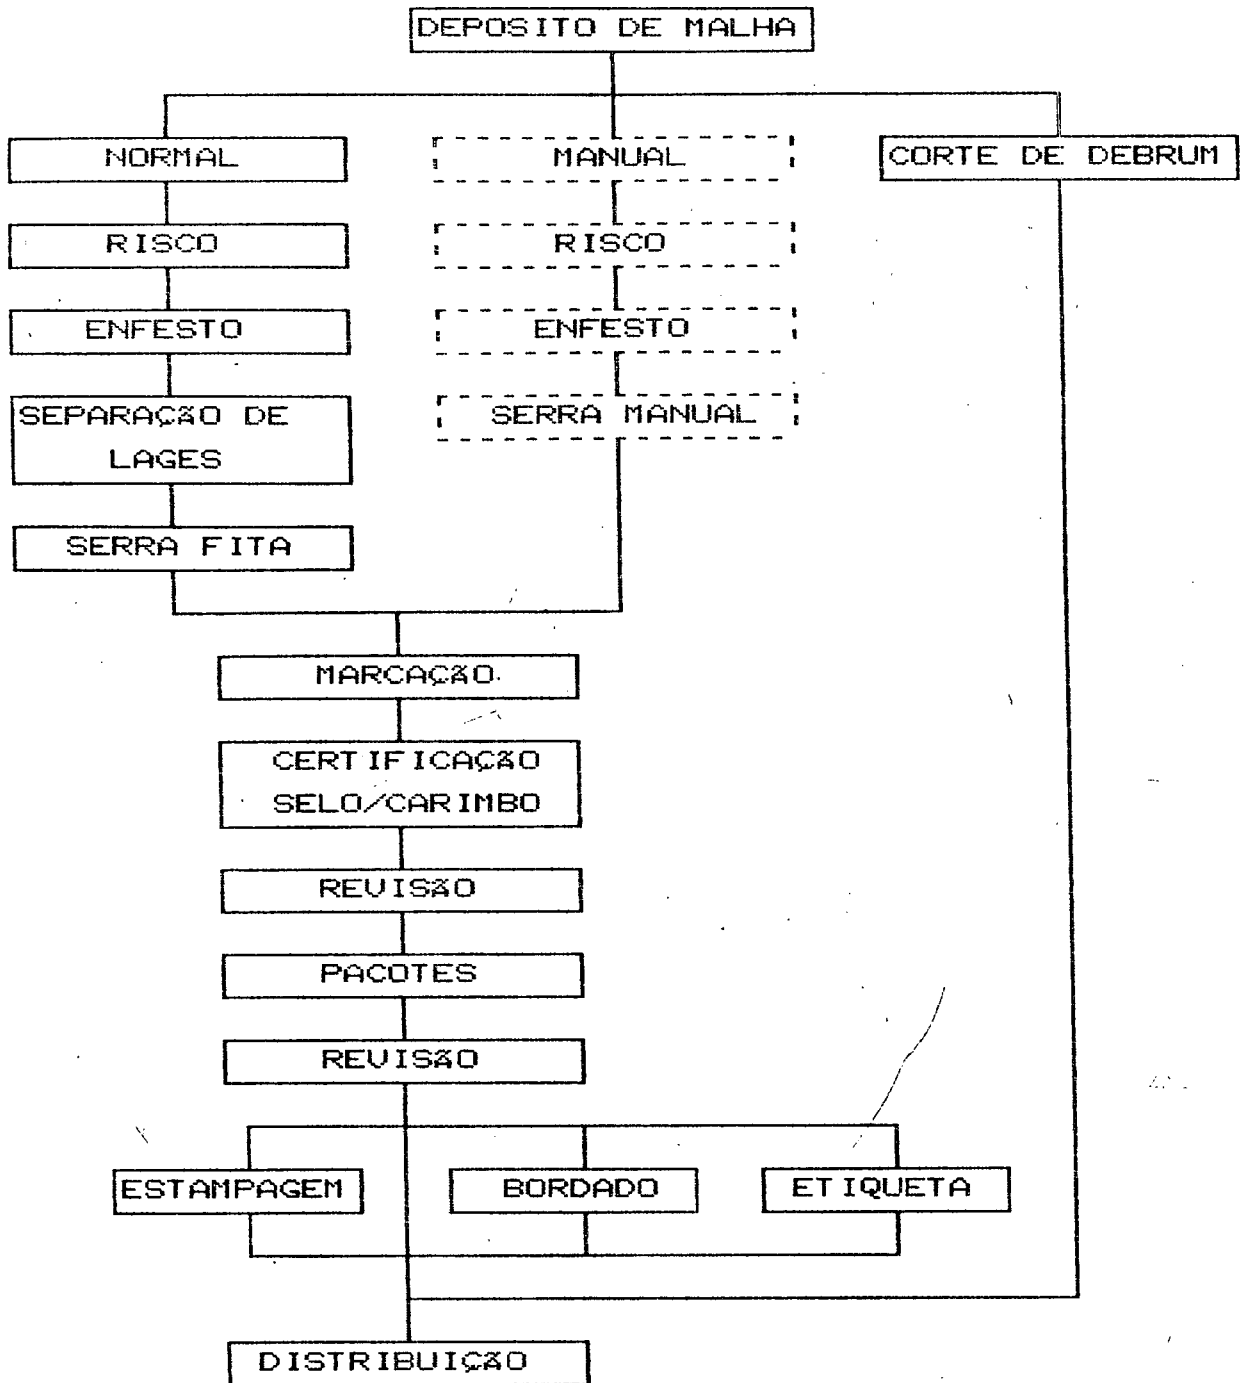 DEPOSITO DE MALHA
NORMAL
MANUAL
CORTE DE DEBRUM
RISCO
RISCO
ENFESTO
ENFESTO
SEPARAÇÃO DE
LAGES
SERRA MANUAL
SERRA FITA
MARCAÇÃO
CERTIFICAÇÃO
SELO/CARIMBO
REVISÃO
PACOTES
REVISÃO
ESTAMPAGEM
BORDADO
ETIQUETA
DISTRIBUIÇÃO